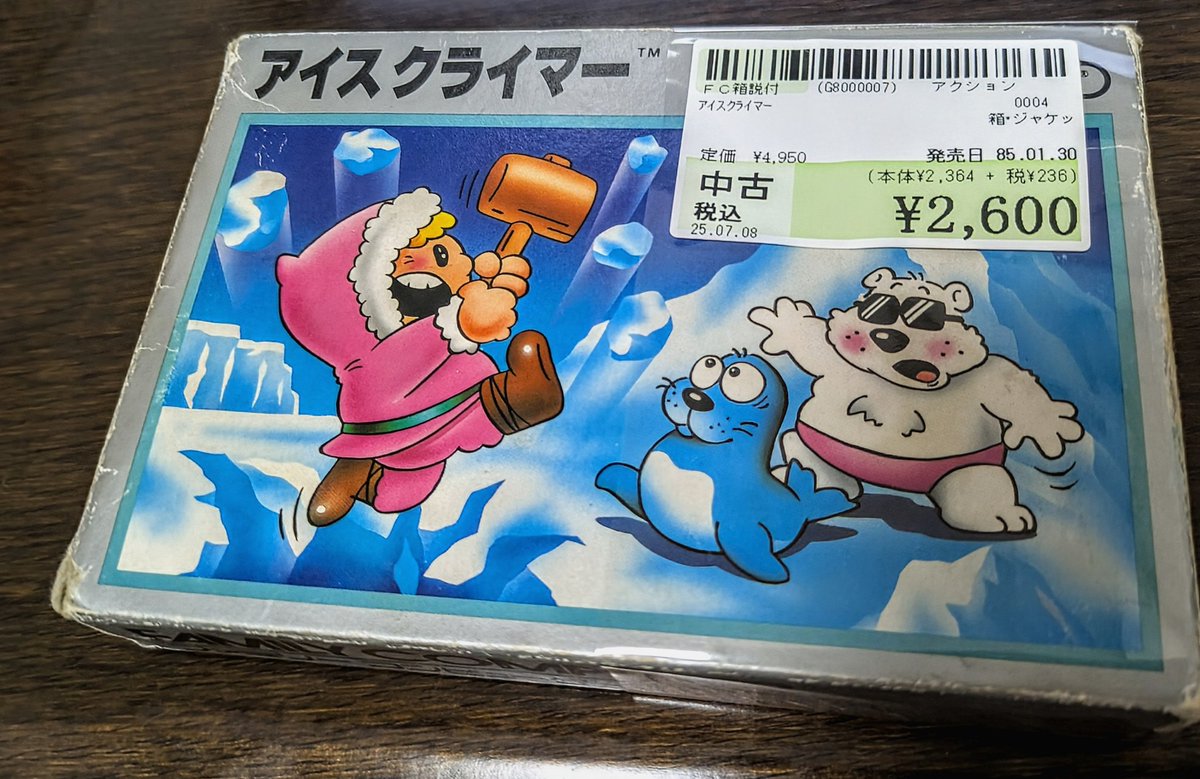 アイスクライマー™
FC箱説付 (G8000007) アクション
アイスクライマー 0004
箱・ジャケッ
定価 ¥4,950 発売日 85.01.30
中古 (本体¥2,364 + 税¥236)
税込 ¥2,600
25.07.08
FAMILY COM